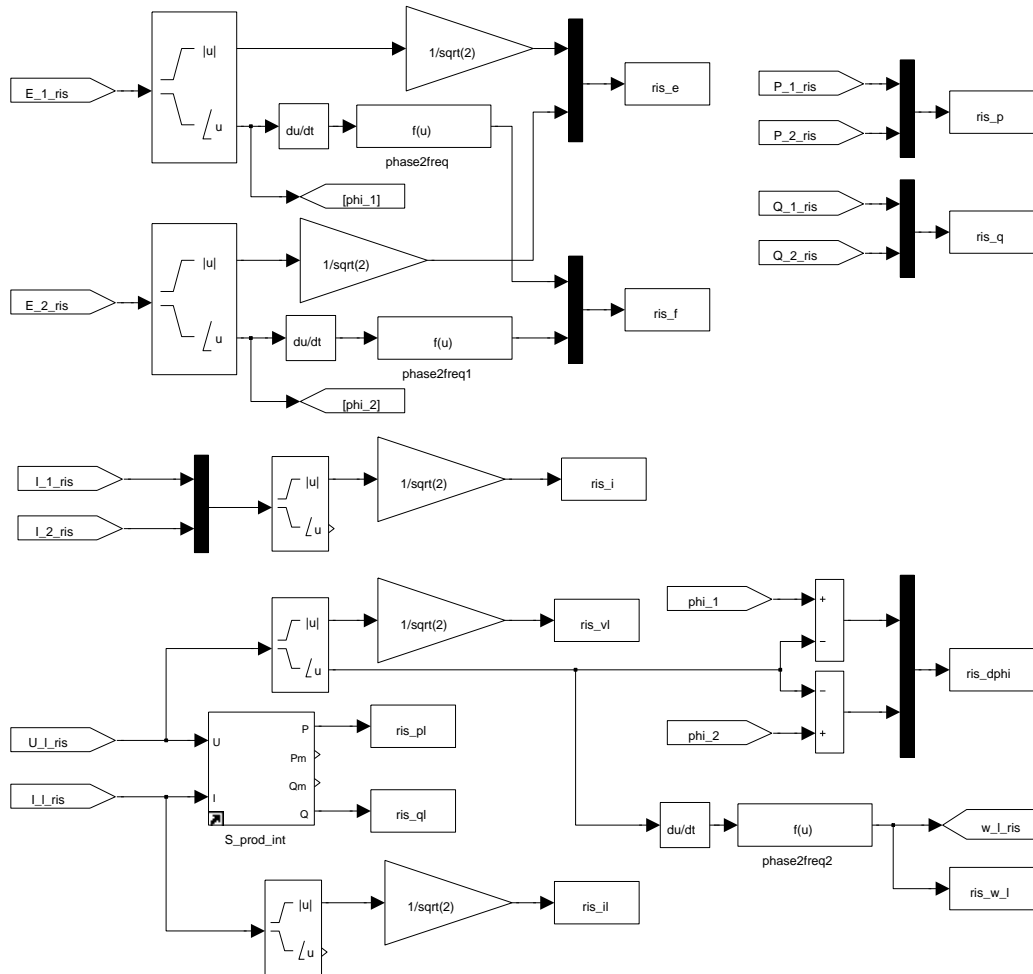 |u|
1/sqrt(2)
E_1_ris
ris_e
P_1_ris
ris_p
u
du/dt
f(u)
P_2_ris
phase2freq
[phi_1]
Q_1_ris
ris_q
Q_2_ris
|u|
1/sqrt(2)
E_2_ris
ris_f
u
du/dt
f(u)
phase2freq1
[phi_2]
I_1_ris
|u|
1/sqrt(2)
ris_i
I_2_ris
u
phi_1
+
|u|
1/sqrt(2)
ris_vl
−
u
ris_dphi
−
phi_2
+
U_l_ris
U
P
ris_pl
Pm
I_l_ris
I
Qm
Q
ris_ql
S_prod_int
du/dt
f(u)
w_l_ris
phase2freq2
ris_w_l
|u|
1/sqrt(2)
ris_il
u